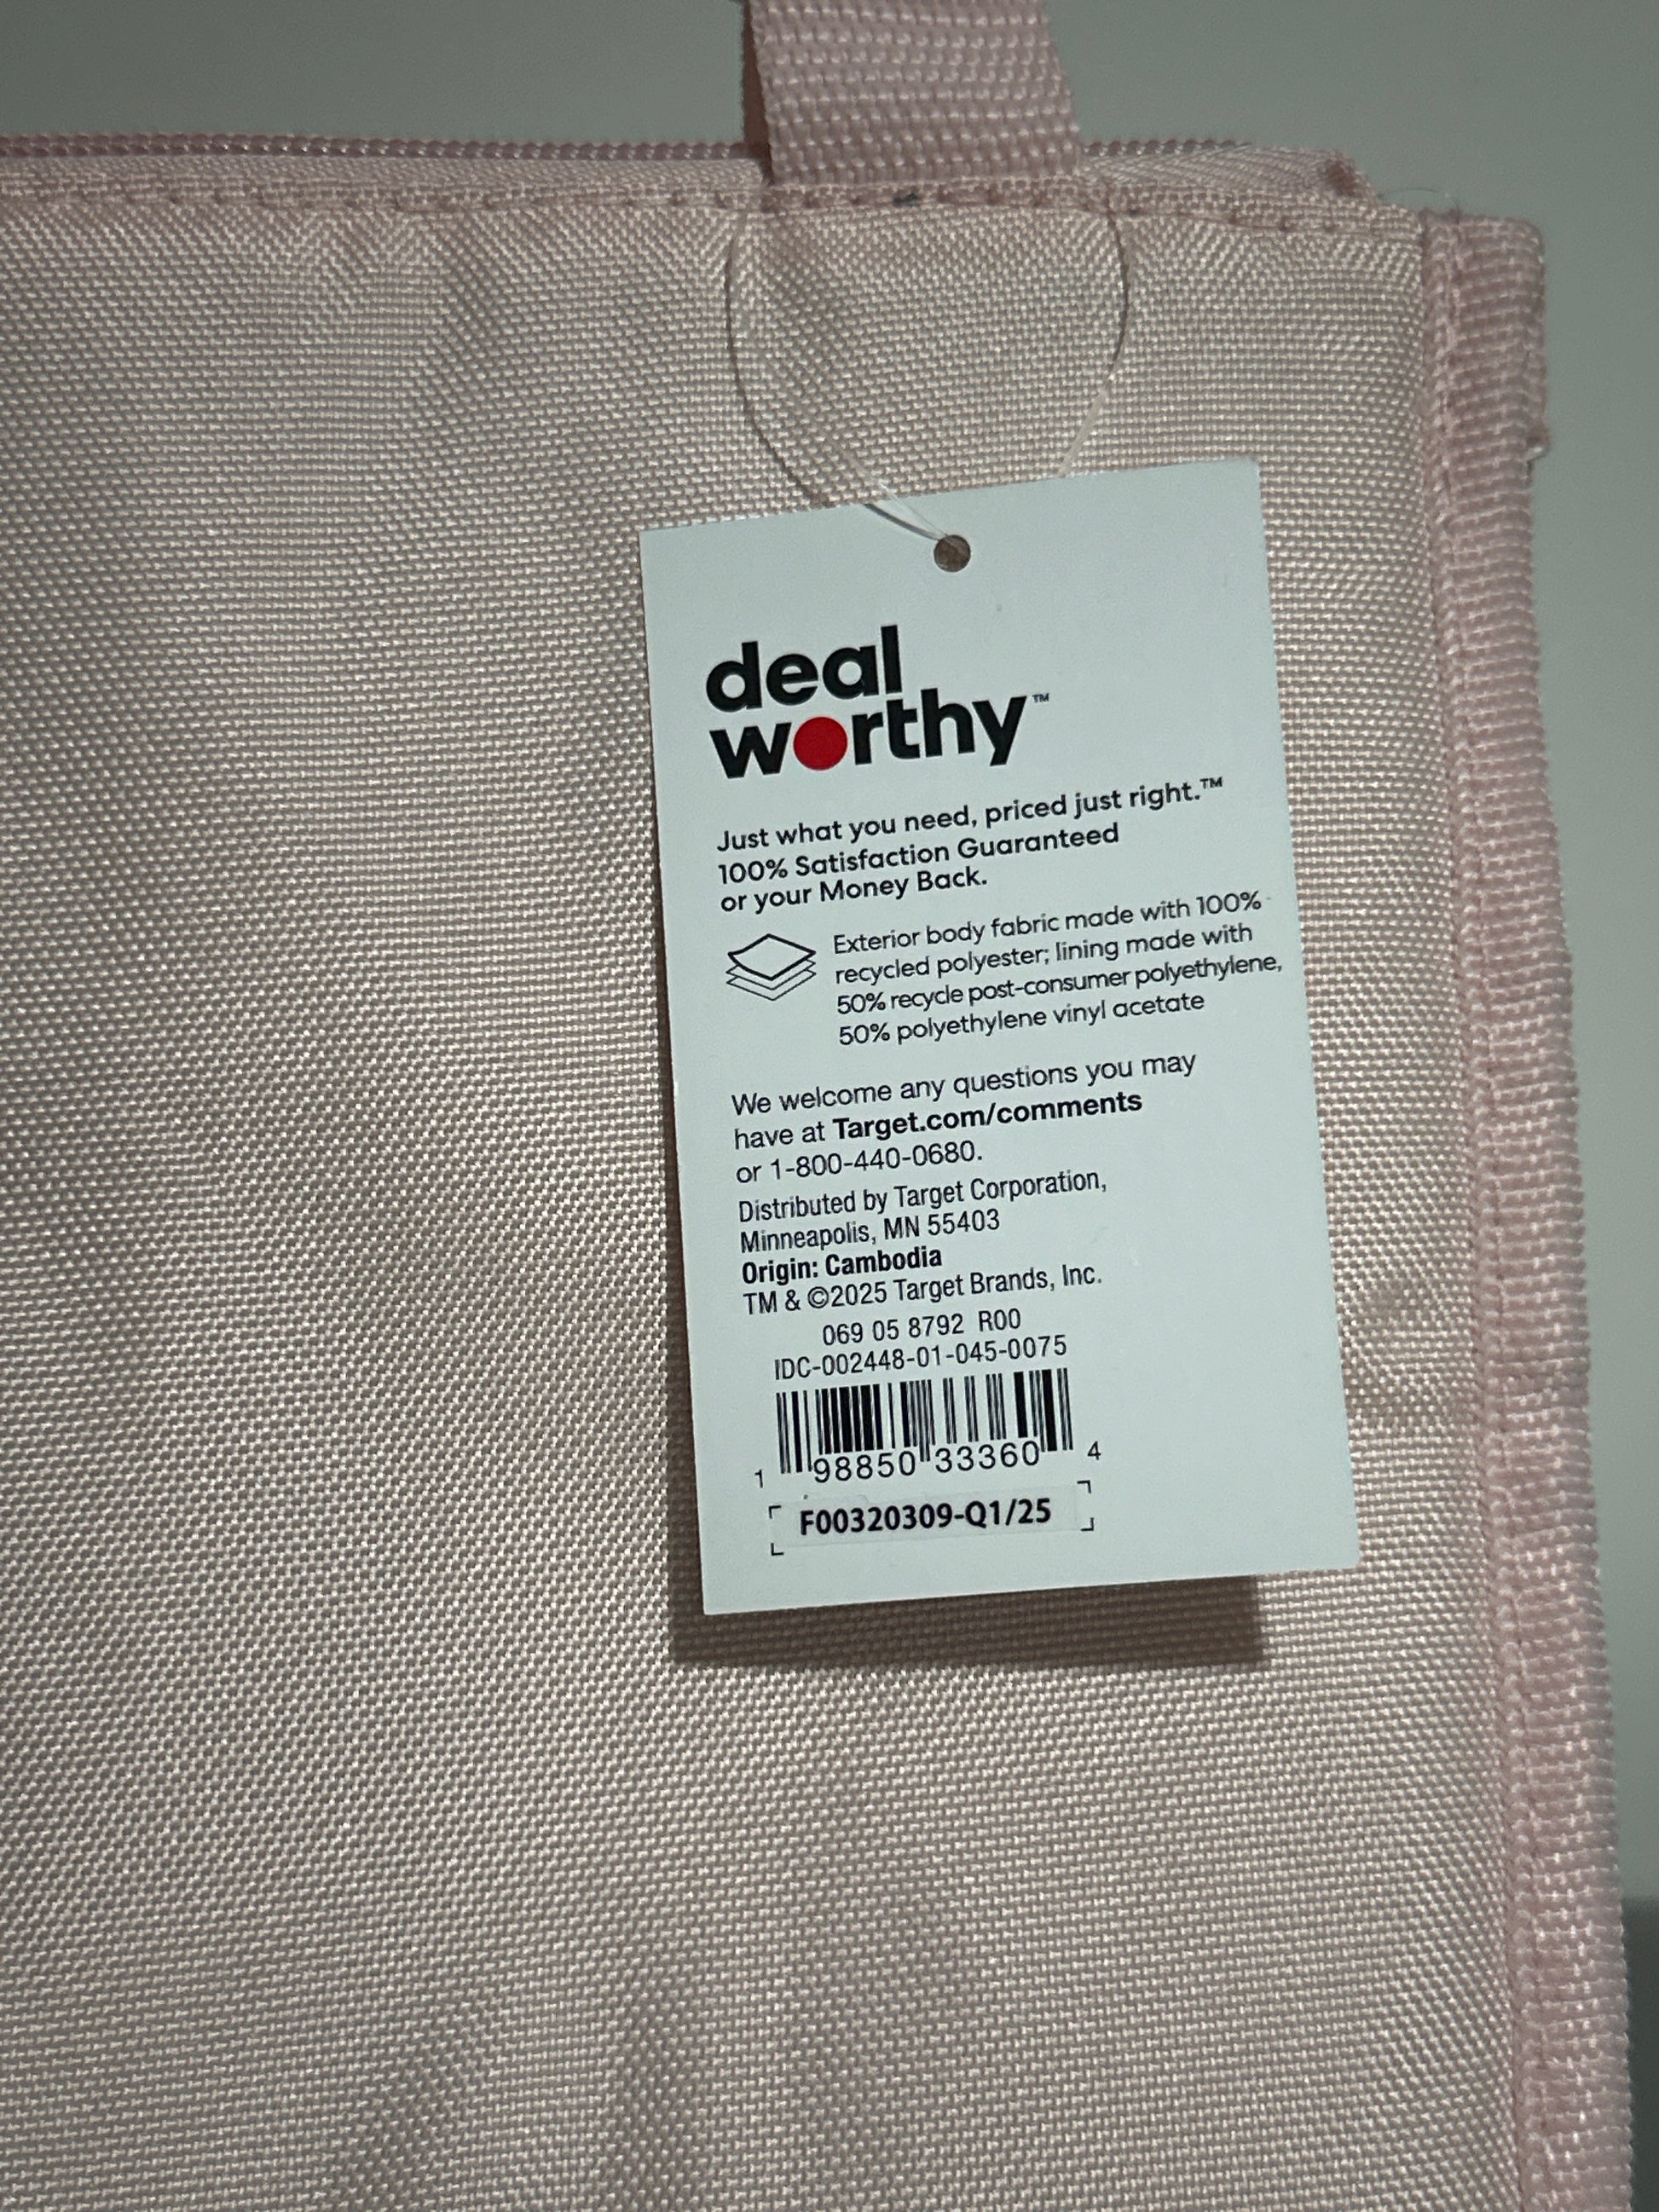 deal
worthy™
Just what you need, priced just right.™
100% Satisfaction Guaranteed
or your Money Back.
Exterior body fabric made with 100%
recycled polyester; lining made with
50% recycle post-consumer polyethylene,
50% polyethylene vinyl acetate
We welcome any questions you may
have at Target.com/comments
or 1-800-440-0680.
Distributed by Target Corporation,
Minneapolis, MN 55403
Origin: Cambodia
TM & ©2025 Target Brands, Inc.
069 05 8792 R00
IDC-002448-01-045-0075
1 98850 33360 4
F00320309-Q1/25